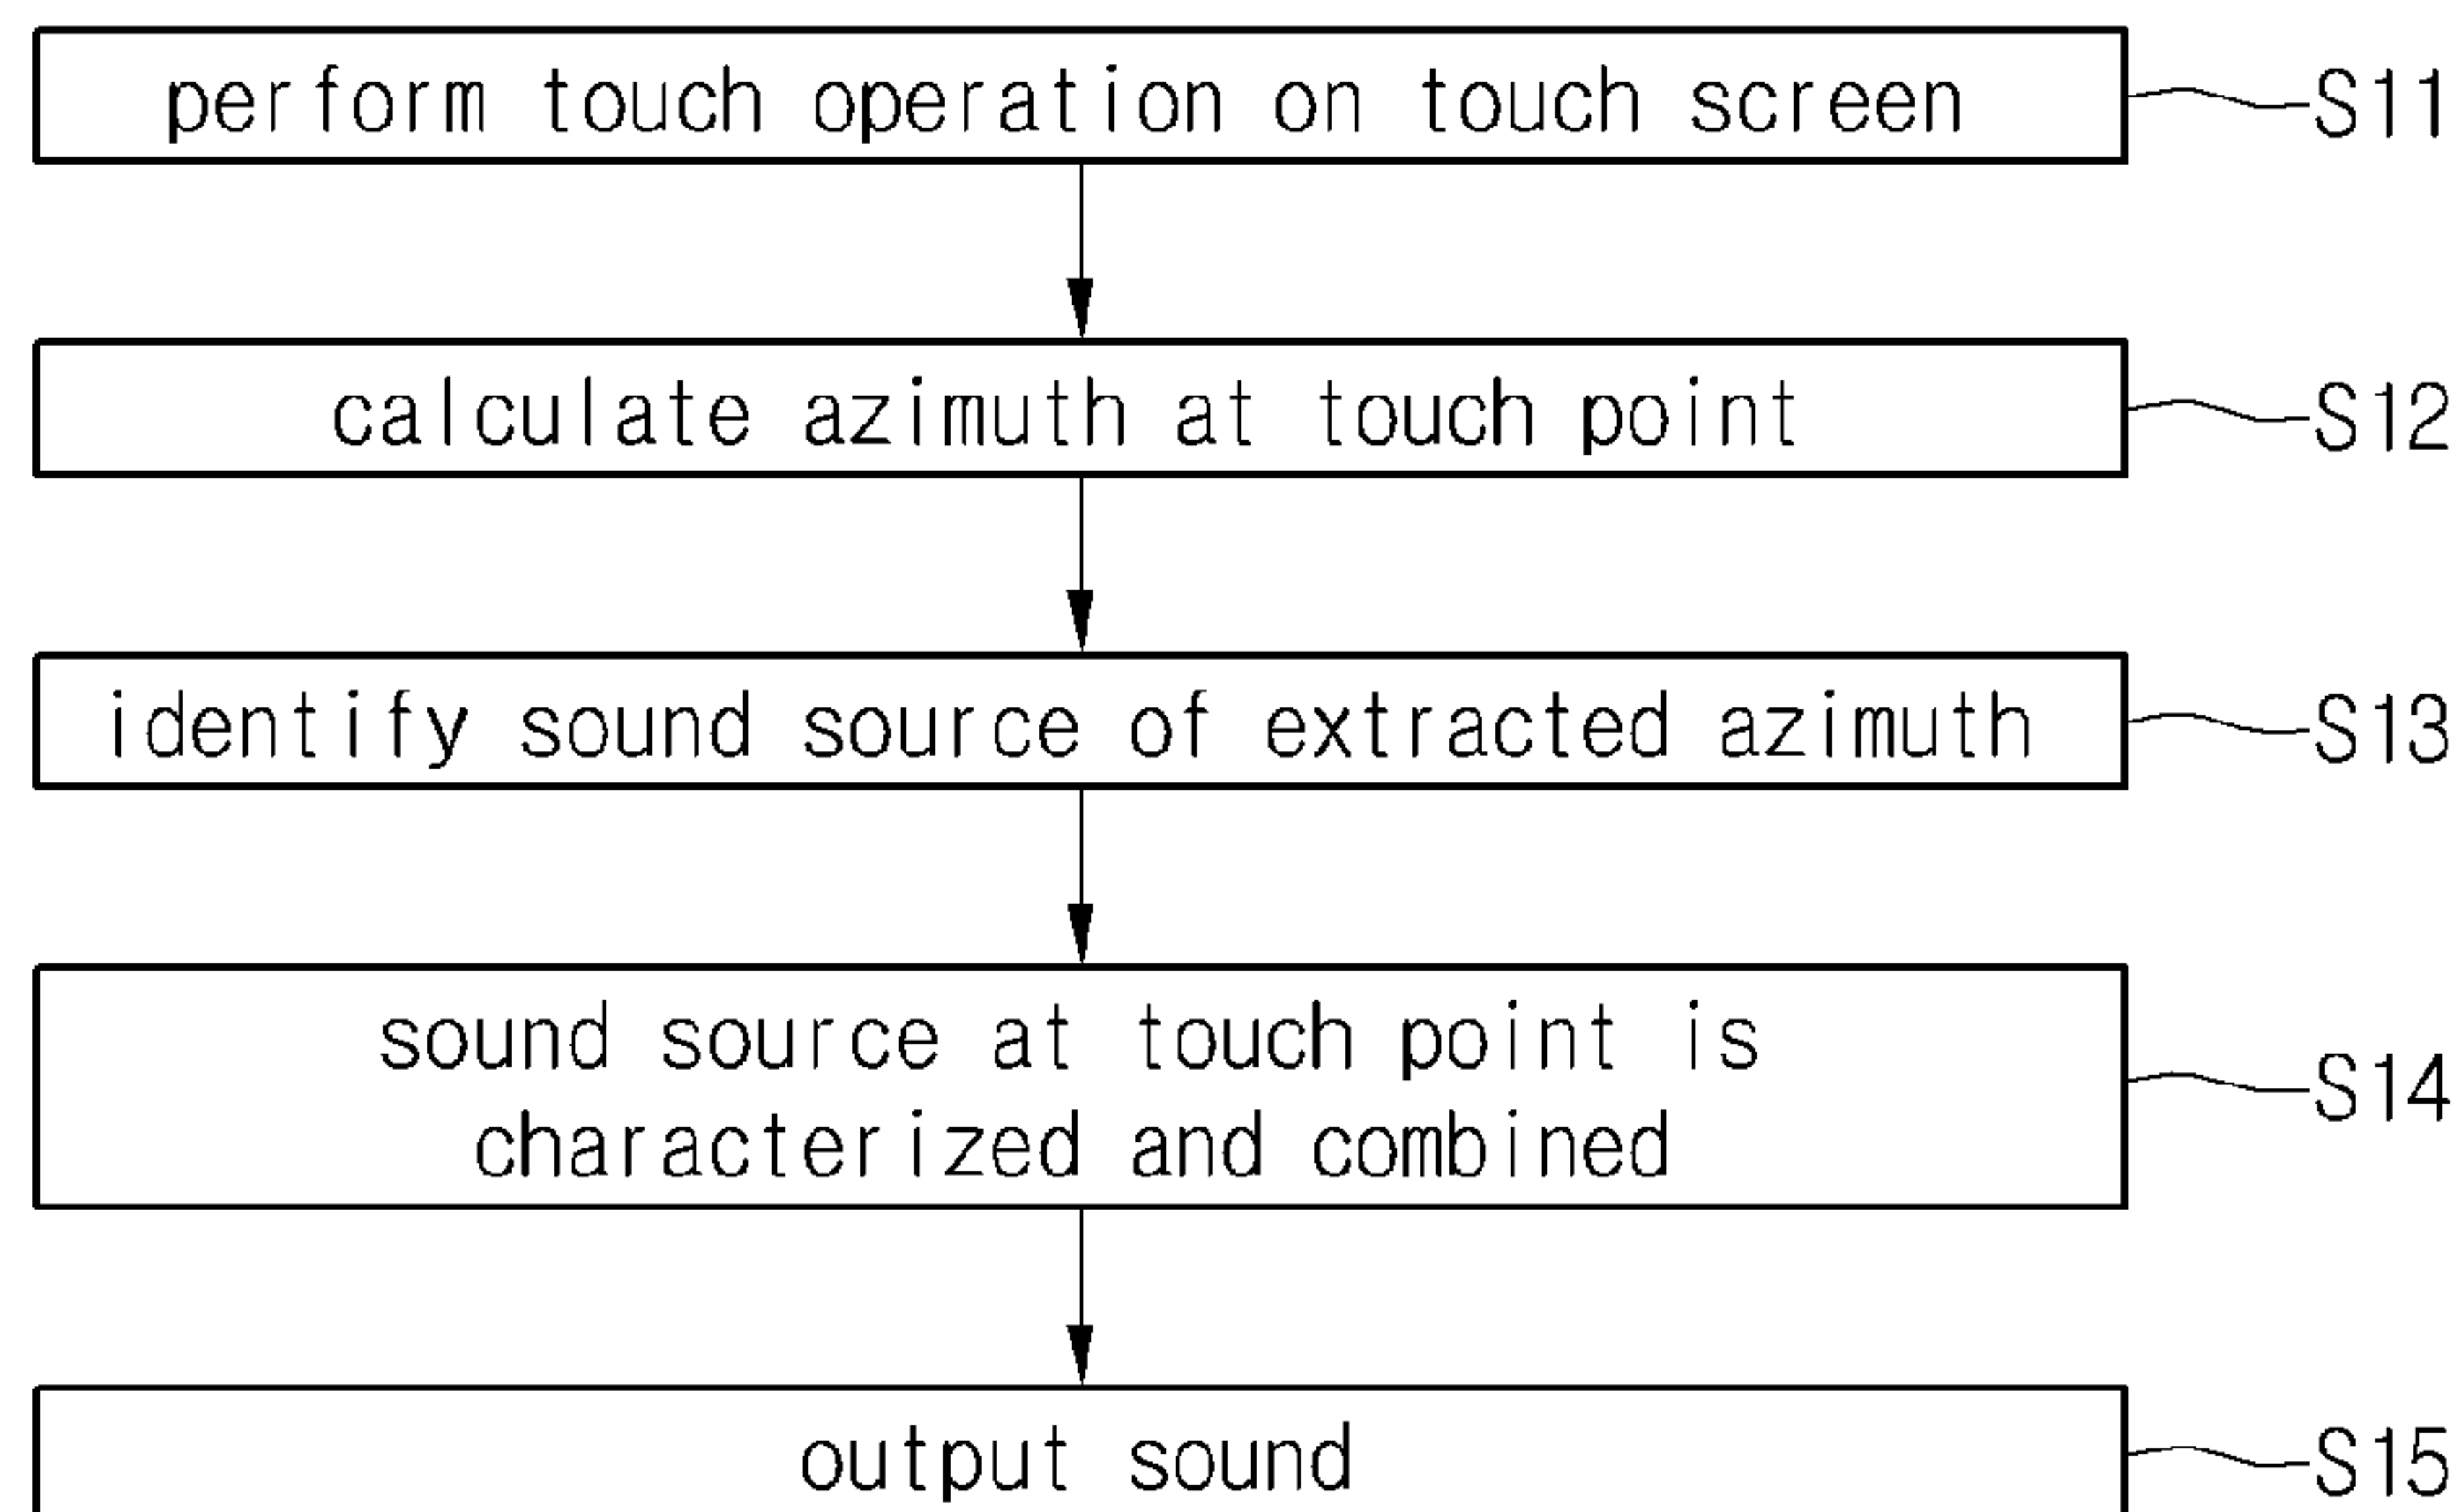 perform touch operation on touch screen
S11
calculate azimuth at touch point
S12
identify sound source of extracted azimuth
S13
sound source at touch point is
characterized and combined
S14
output sound
S15